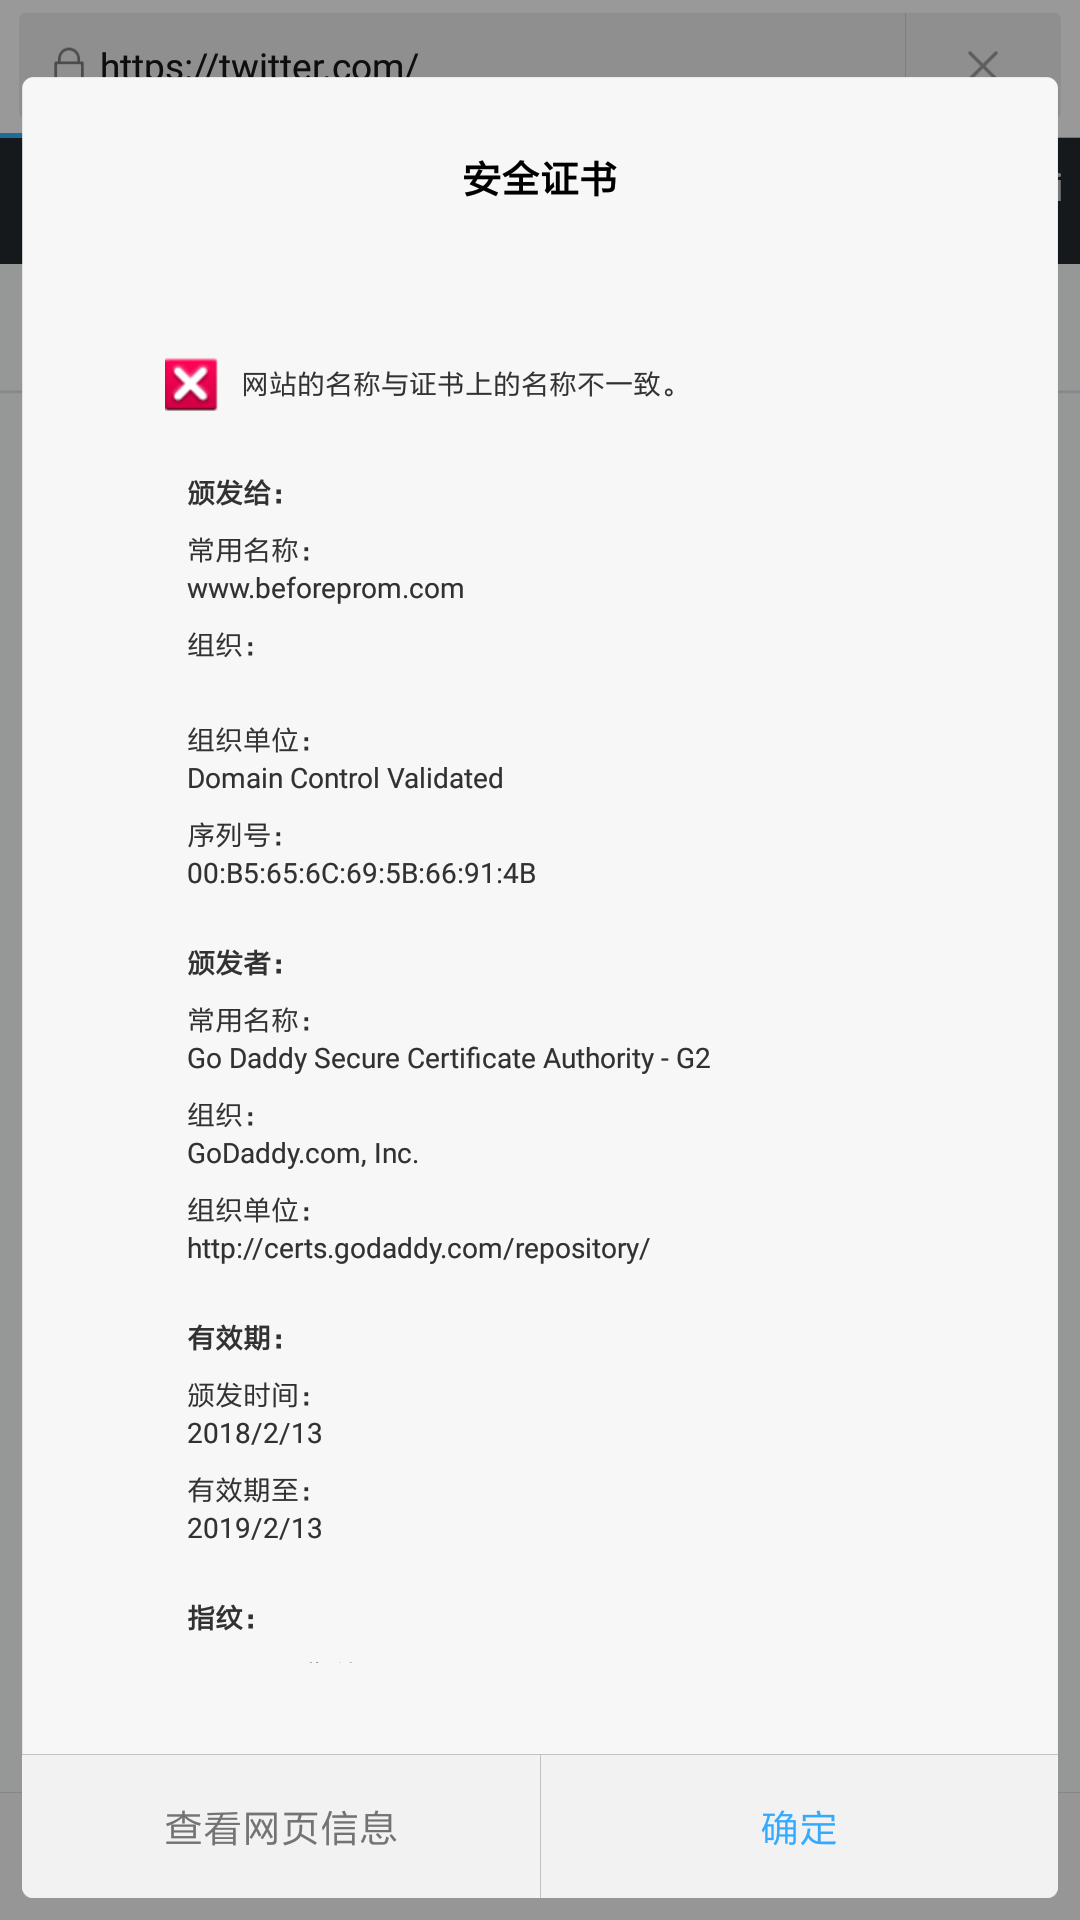 https://twitter.com/
安全证书
网站的名称与证书上的名称不一致。
颁发给：
常用名称：
www.beforeprom.com
组织：
组织单位：
Domain Control Validated
序列号：
00:B5:65:6C:69:5B:66:91:4B
颁发者：
常用名称：
Go Daddy Secure Certificate Authority - G2
组织：
GoDaddy.com, Inc.
组织单位：
http://certs.godaddy.com/repository/
有效期：
颁发时间：
2018/2/13
有效期至：
2019/2/13
指纹：
查看网页信息
确定